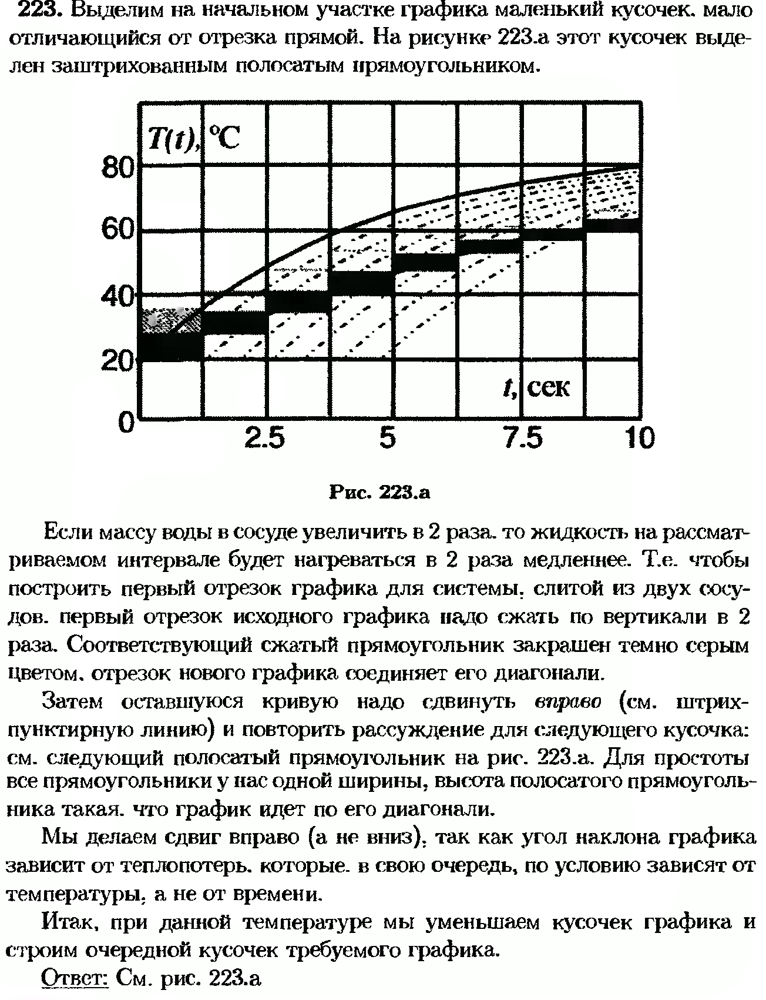 223. Выделим на начальном участке графика маленький кусочек. мало
отличающийся от отрезка прямой. На рисунке 223.а этот кусочек выде-
лен заштрихованным полосатым прямоугольником.
T(t), °C
80
60
40
20
0
t, сек
2.5 5 7.5 10
Рис. 223.а
Если массу воды в сосуде увеличить в 2 раза. то жидкость на рассмат-
риваемом интервале будет нагреваться в 2 раза медленнее. Т.е. чтобы
построить первый отрезок графика для системы. слитой из двух сосу-
дов. первый отрезок исходного графика надо сжать по вертикали в 2
раза. Соответствующий сжатый прямоугольник закрашен темно серым
цветом. отрезок нового графика соединяет его диагонали.
Затем оставшуюся кривую надо сдвинуть вправо (см. штрих-
пунктирную линию) и повторить рассуждение для следующего кусочка:
см. следующий полосатый прямоугольник на рис. 223.а. Для простоты
все прямоугольники у нас одной ширины, высота полосатого прямоуголь-
ника такая. что график идет по его диагонали.
Мы делаем сдвиг вправо (а не вниз). так как угол наклона графика
зависит от теплопотерь. которые. в свою очередь, по условию зависят от
температуры. а не от времени.
Итак, при данной температуре мы уменьшаем кусочек графика и
строим очередной кусочек требуемого графика.
Ответ: См. рис. 223.а